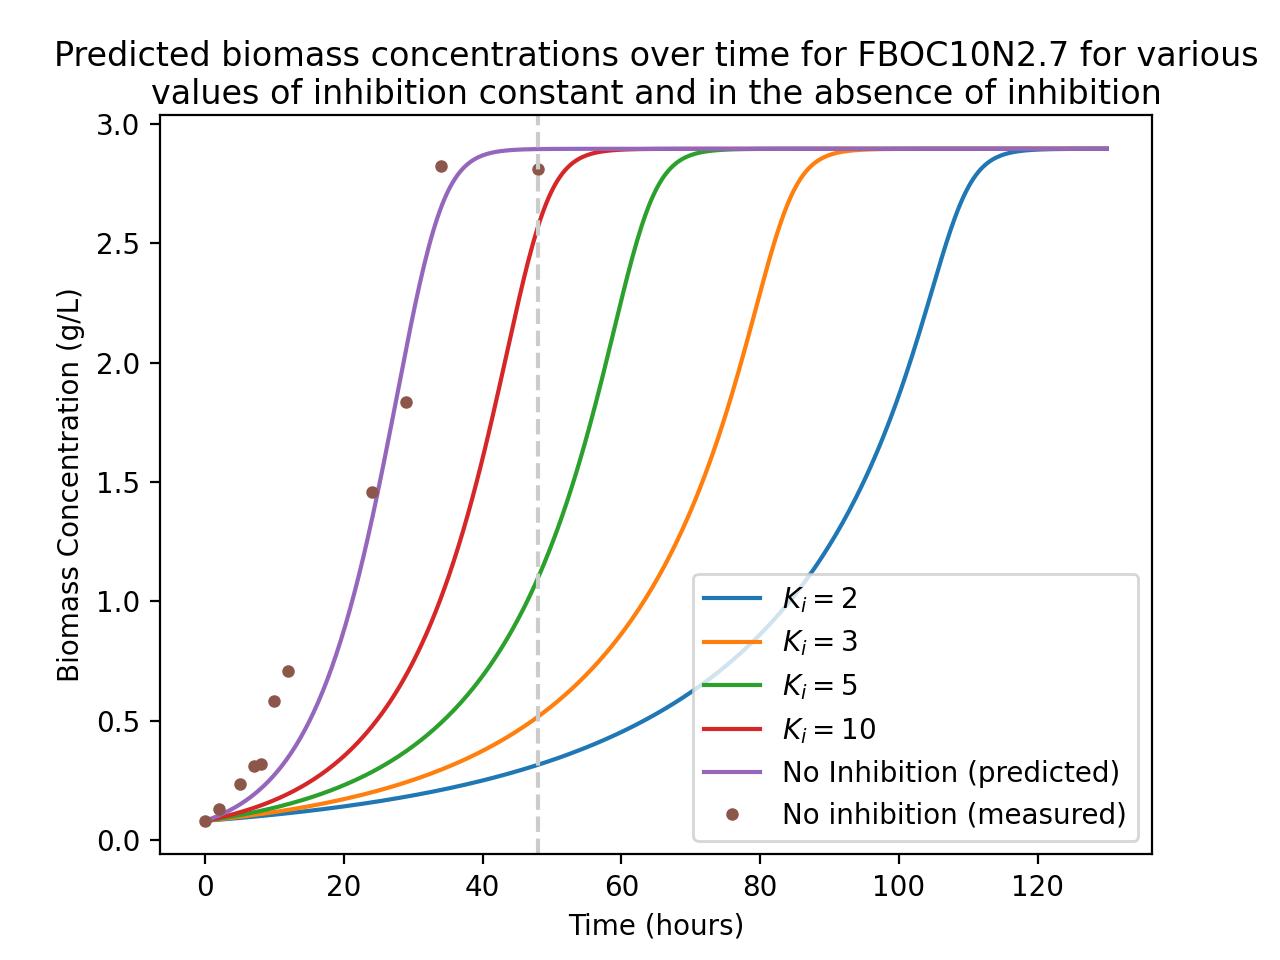 Predicted biomass concentrations over time for FBOC10N2.7 for various
values of inhibition constant and in the absence of inhibition
3.0
2.5
2.0
1.5
1.0
0.5
0.0
Biomass Concentration (g/L)
K_i = 2
K_i = 3
K_i = 5
K_i = 10
No Inhibition (predicted)
No inhibition (measured)
0 20 40 60 80 100 120
Time (hours)